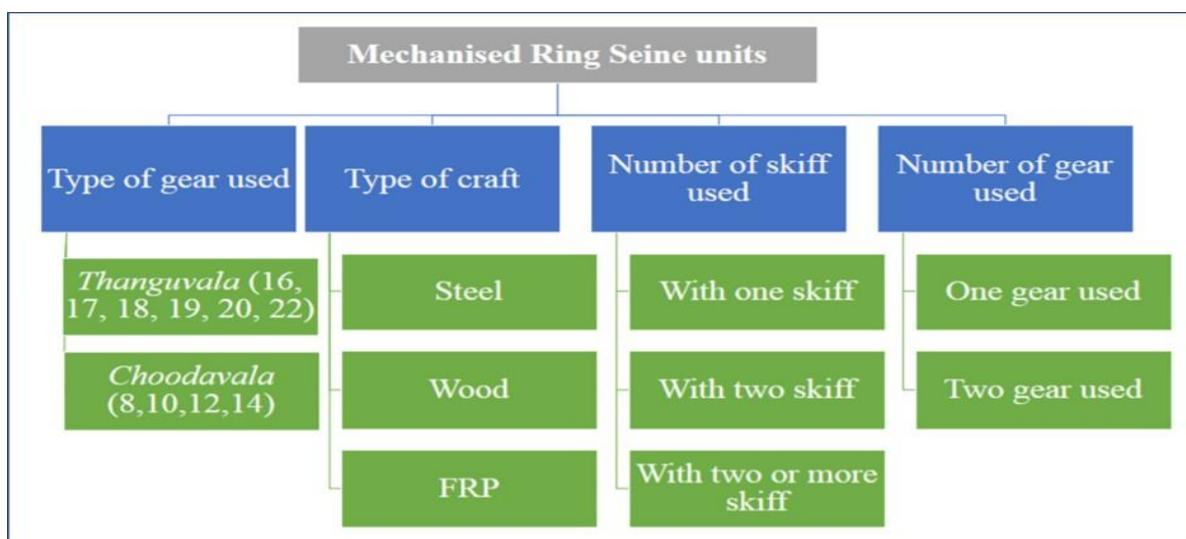 Mechanised Ring Seine units
Type of gear used
Type of craft
Number of skiff
used
Number of gear
used
Thanguvala (16,
17, 18, 19, 20, 22)
Choodavala
(8,10,12,14)
Steel
Wood
FRP
With one skiff
With two skiff
With two or more
skiff
One gear used
Two gear used